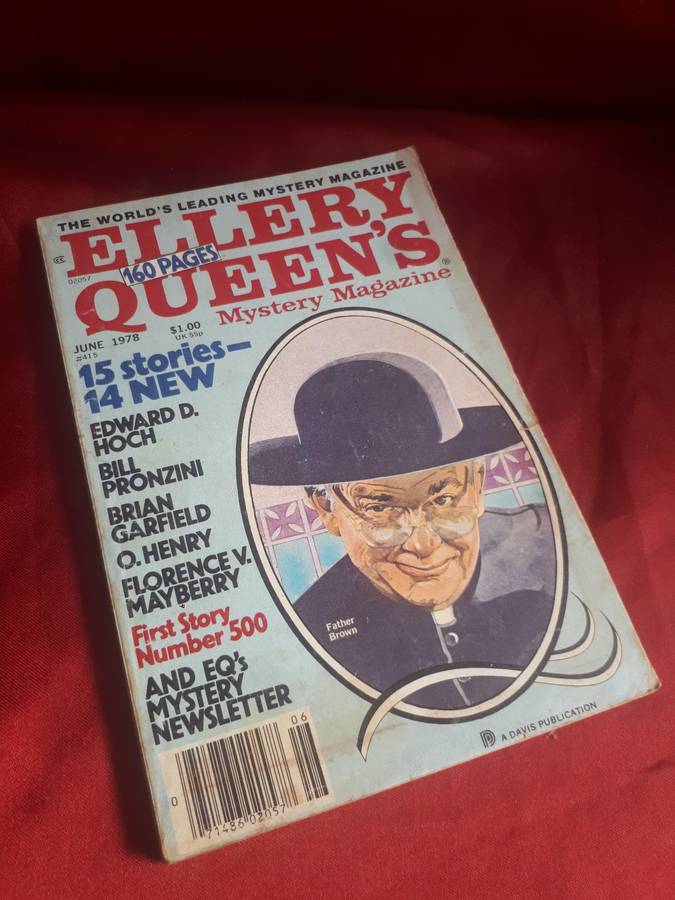 THE WORLD'S LEADING MYSTERY MAGAZINE
ELLERY
QUEEN'S
®
cc
02057
160 PAGES
Mystery Magazine
JUNE 1978
#415
$1.00
UK 55p
15 stories—
14 NEW
EDWARD D.
HOCH
BILL
PRONZINI
BRIAN
GARFIELD
O. HENRY
FLORENCE V.
MAYBERRY
First Story
Number 500
AND EQ's
MYSTERY
NEWSLETTER
Father
Brown
A DAVIS PUBLICATION
06
0
71486 02057